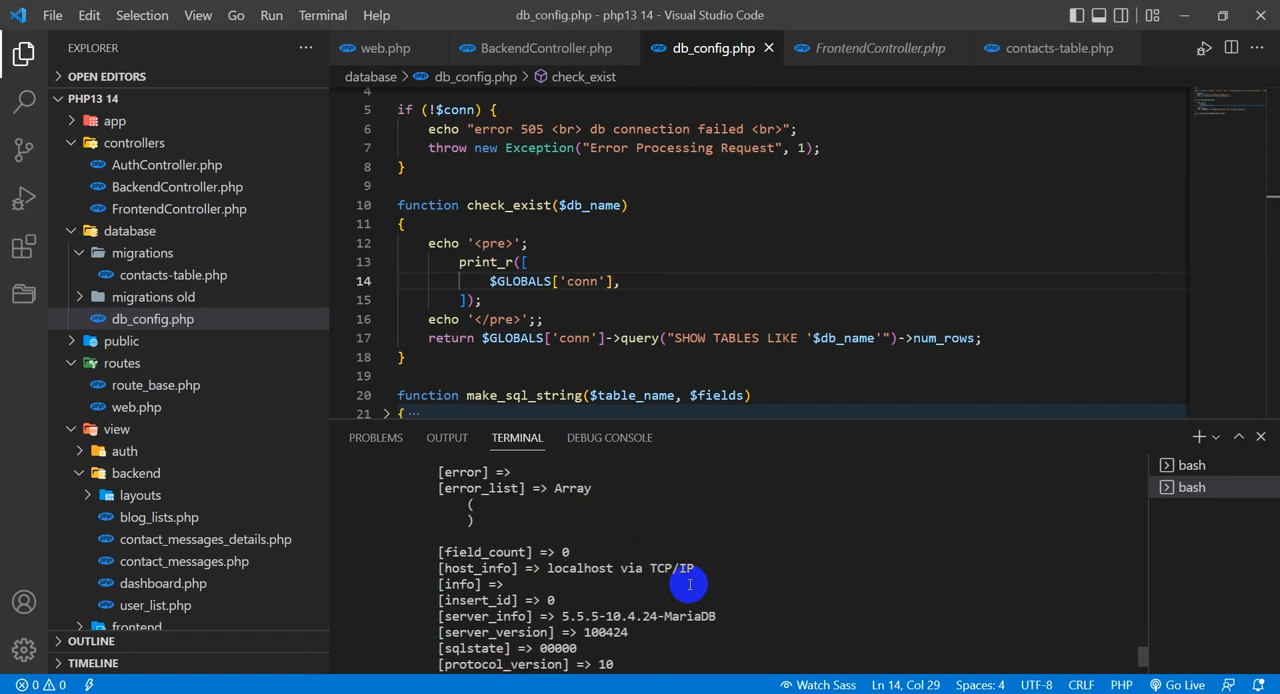 File Edit Selection View Go Run Terminal Help db_config.php - php13 14 - Visual Studio Code
EXPLORER
OPEN EDITORS
PHP13 14
app
controllers
AuthController.php
BackendController.php
FrontendController.php
database
migrations
contacts-table.php
migrations old
db_config.php
public
routes
route_base.php
web.php
view
auth
backend
layouts
blog_lists.php
contact_messages_details.php
contact_messages.php
dashboard.php
user_list.php
frontend
OUTLINE
TIMELINE
web.php BackendController.php db_config.php FrontendController.php contacts-table.php
database > db_config.php > check_exist
4
5 if (!$conn) {
6 echo "error 505 <br> db connection failed <br>";
7 throw new Exception("Error Processing Request", 1);
8 }
9
10 function check_exist($db_name)
11 {
12 echo '<pre>';
13 print_r([
14 $GLOBALS['conn'],
15 ]);
16 echo '</pre>';;
17 return $GLOBALS['conn']->query("SHOW TABLES LIKE '$db_name'")->num_rows;
18 }
19
20 function make_sql_string($table_name, $fields)
21 > { ...
PROBLEMS OUTPUT TERMINAL DEBUG CONSOLE
[error] =>
[error_list] => Array
(
)
[field_count] => 0
[host_info] => localhost via TCP/IP
[info] =>
[insert_id] => 0
[server_info] => 5.5.5-10.4.24-MariaDB
[server_version] => 100424
[sqlstate] => 00000
[protocol_version] => 10
bash
bash
0 0 Watch Sass Ln 14, Col 29 Spaces: 4 UTF-8 CRLF PHP Go Live